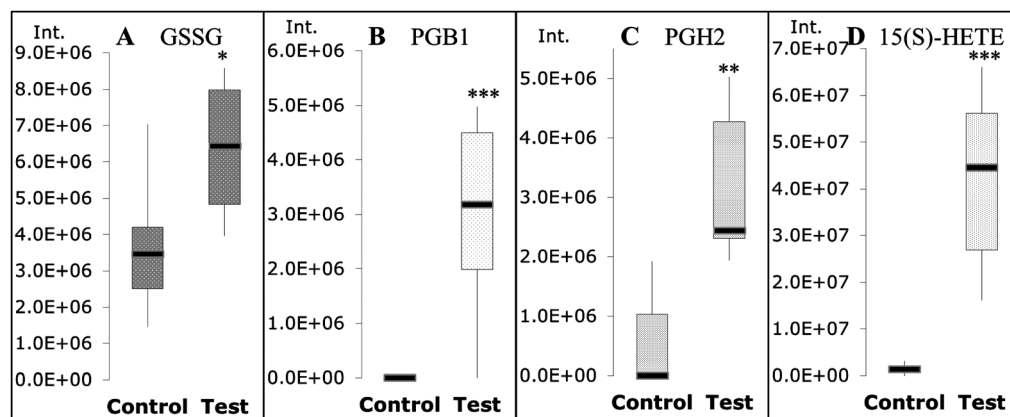 Int. A GSSG
9.0E+06
8.0E+06
7.0E+06
6.0E+06
5.0E+06
4.0E+06
3.0E+06
2.0E+06
1.0E+06
0.0E+00
*
Control Test
Int. B PGB1
6.0E+06
5.0E+06
4.0E+06
3.0E+06
2.0E+06
1.0E+06
0.0E+00
***
Control Test
Int. C PGH2
5.0E+06
4.0E+06
3.0E+06
2.0E+06
1.0E+06
0.0E+00
**
Control Test
Int. D 15(S)-HETE
7.0E+07
6.0E+07
5.0E+07
4.0E+07
3.0E+07
2.0E+07
1.0E+07
0.0E+00
***
Control Test